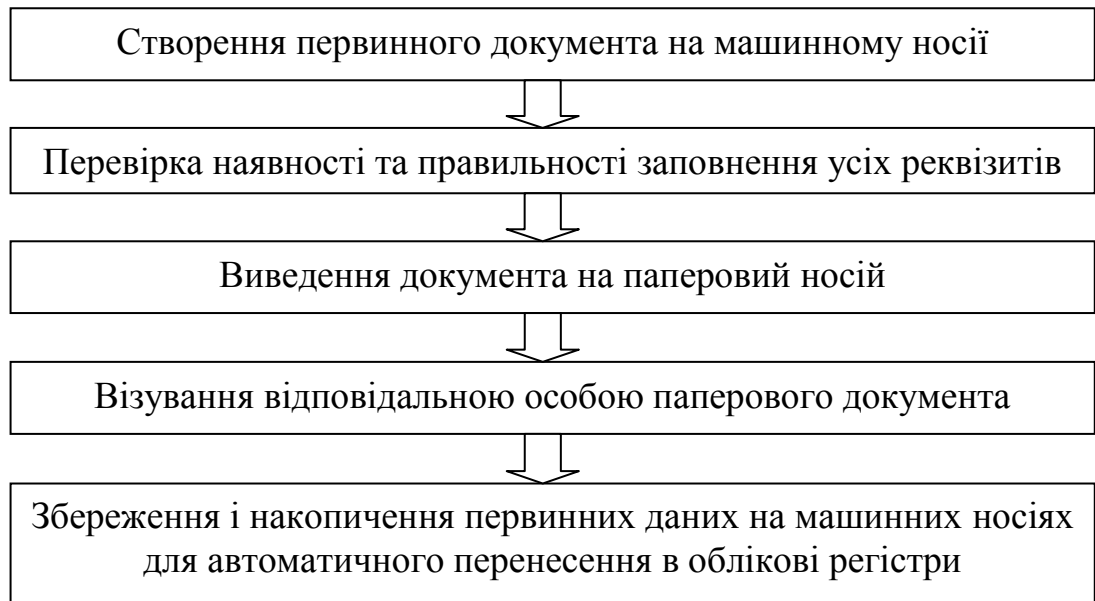 Створення первинного документа на машинному носії
Перевірка наявності та правильності заповнення усіх реквізитів
Виведення документа на паперовий носій
Візування відповідальною особою паперового документа
Збереження і накопичення первинних даних на машинних носіях
для автоматичного перенесення в облікові регістри